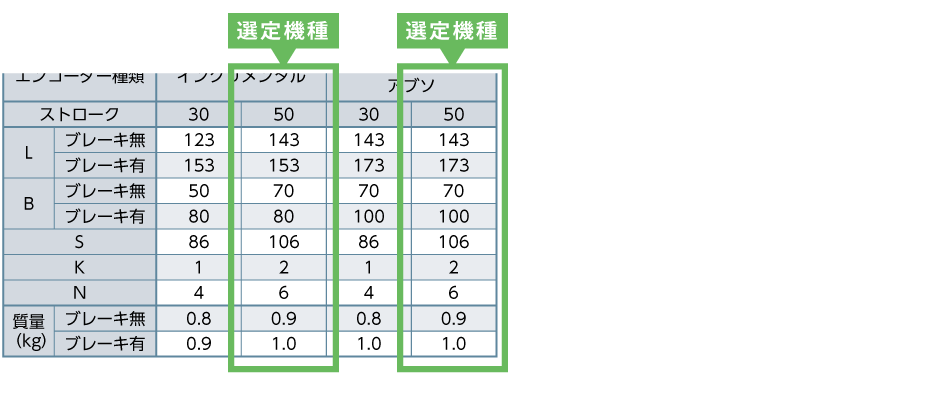 選定機種 選定機種
エンコーダー種類 インクリメンタル アブソ
ストローク 30 50 30 50
L ブレーキ無 123 143 143 143
ブレーキ有 153 153 173 173
B ブレーキ無 50 70 70 70
ブレーキ有 80 80 100 100
S 86 106 86 106
K 1 2 1 2
N 4 6 4 6
質量 (kg) ブレーキ無 0.8 0.9 0.8 0.9
ブレーキ有 0.9 1.0 1.0 1.0